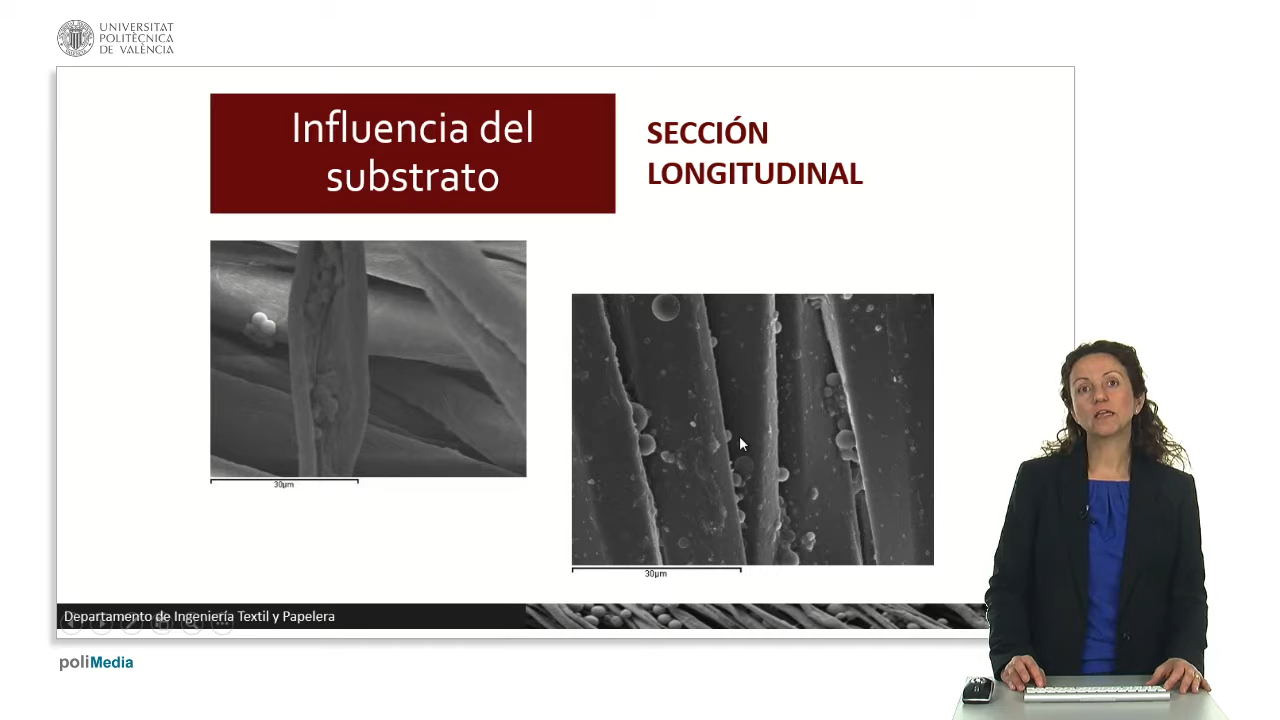 UNIVERSITAT
POLITÈCNICA
DE VALÈNCIA
Influencia del
substrato
SECCIÓN
LONGITUDINAL
30µm
30µm
Departamento de Ingeniería Textil y Papelera
poliMedia